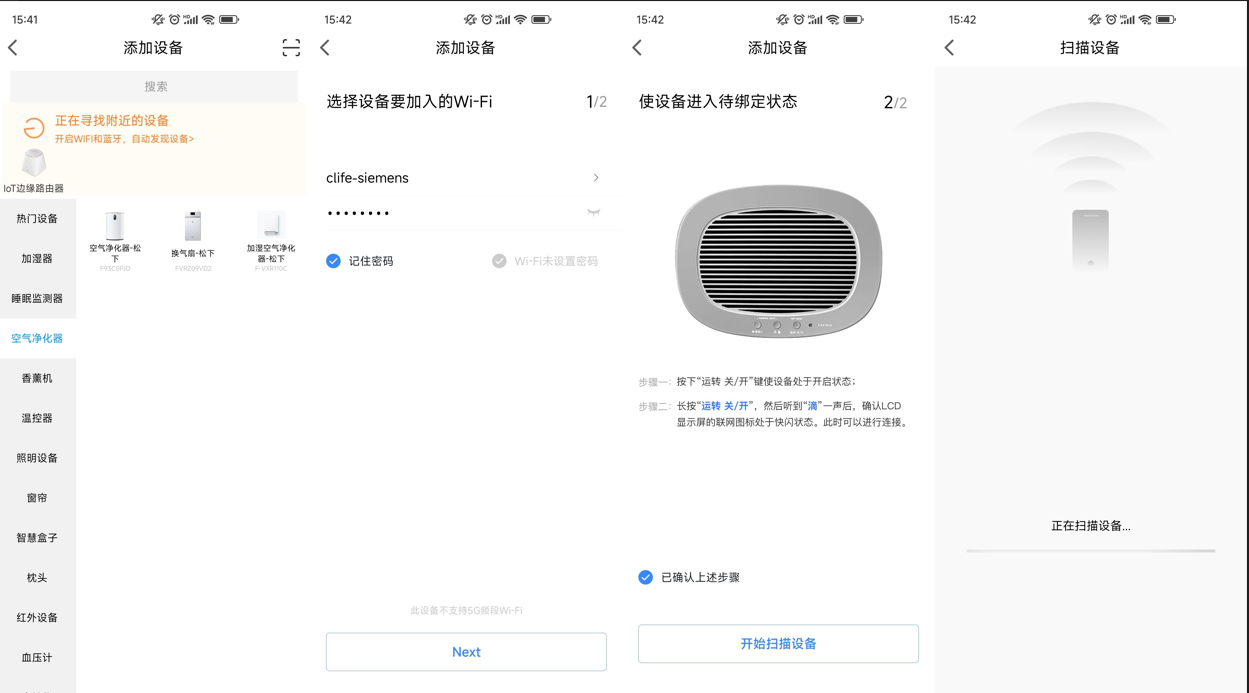 15:41
添加设备
搜索
正在寻找附近的设备
开启WIFI和蓝牙，自动发现设备>
IoT边缘路由器
热门设备
加湿器
睡眠监测器
空气净化器
香薰机
温控器
照明设备
窗帘
智慧盒子
枕头
红外设备
血压计
空气净化器-松
下
F93C0PJD
换气扇-松下
FVRZ09VD2
加湿空气净化
器-松下
F-VXR110C
15:42
添加设备
选择设备要加入的Wi-Fi
1/2
clife-siemens
记住密码
Wi-Fi未设置密码
此设备不支持5G频段Wi-Fi
Next
15:42
添加设备
使设备进入待绑定状态
2/2
步骤一：按下“运转 关/开”键使设备处于开启状态；
步骤二：长按“运转 关/开”，然后听到“滴”一声后，确认LCD
显示屏的联网图标处于快闪状态。此时可以进行连接。
已确认上述步骤
开始扫描设备
15:42
扫描设备
正在扫描设备...